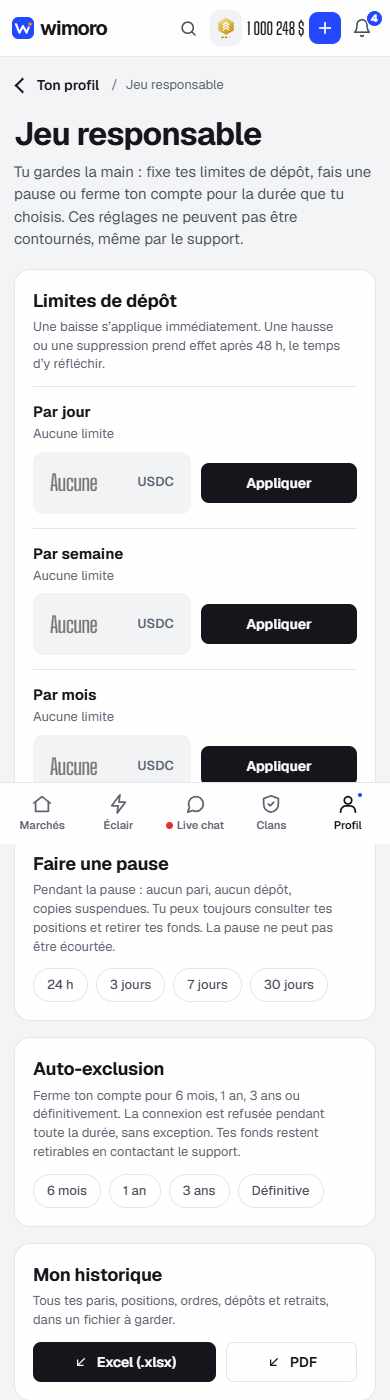 wimoro
1 000 248 $
4
Ton profil / Jeu responsable
Jeu responsable
Tu gardes la main : fixe tes limites de dépôt, fais une
pause ou ferme ton compte pour la durée que tu
choisis. Ces réglages ne peuvent pas être
contournés, même par le support.
Limites de dépôt
Une baisse s'applique immédiatement. Une hausse
ou une suppression prend effet après 48 h, le temps
d'y réfléchir.
Par jour
Aucune limite
Aucune USDC Appliquer
Par semaine
Aucune limite
Aucune USDC Appliquer
Par mois
Aucune limite
Aucune USDC Appliquer
Marchés Éclair Live chat Clans Profil
Faire une pause
Pendant la pause : aucun pari, aucun dépôt,
copies suspendues. Tu peux toujours consulter tes
positions et retirer tes fonds. La pause ne peut pas
être écourtée.
24 h 3 jours 7 jours 30 jours
Auto-exclusion
Ferme ton compte pour 6 mois, 1 an, 3 ans ou
définitivement. La connexion est refusée pendant
toute la durée, sans exception. Tes fonds restent
retirables en contactant le support.
6 mois 1 an 3 ans Définitive
Mon historique
Tous tes paris, positions, ordres, dépôts et retraits,
dans un fichier à garder.
Excel (.xlsx) PDF